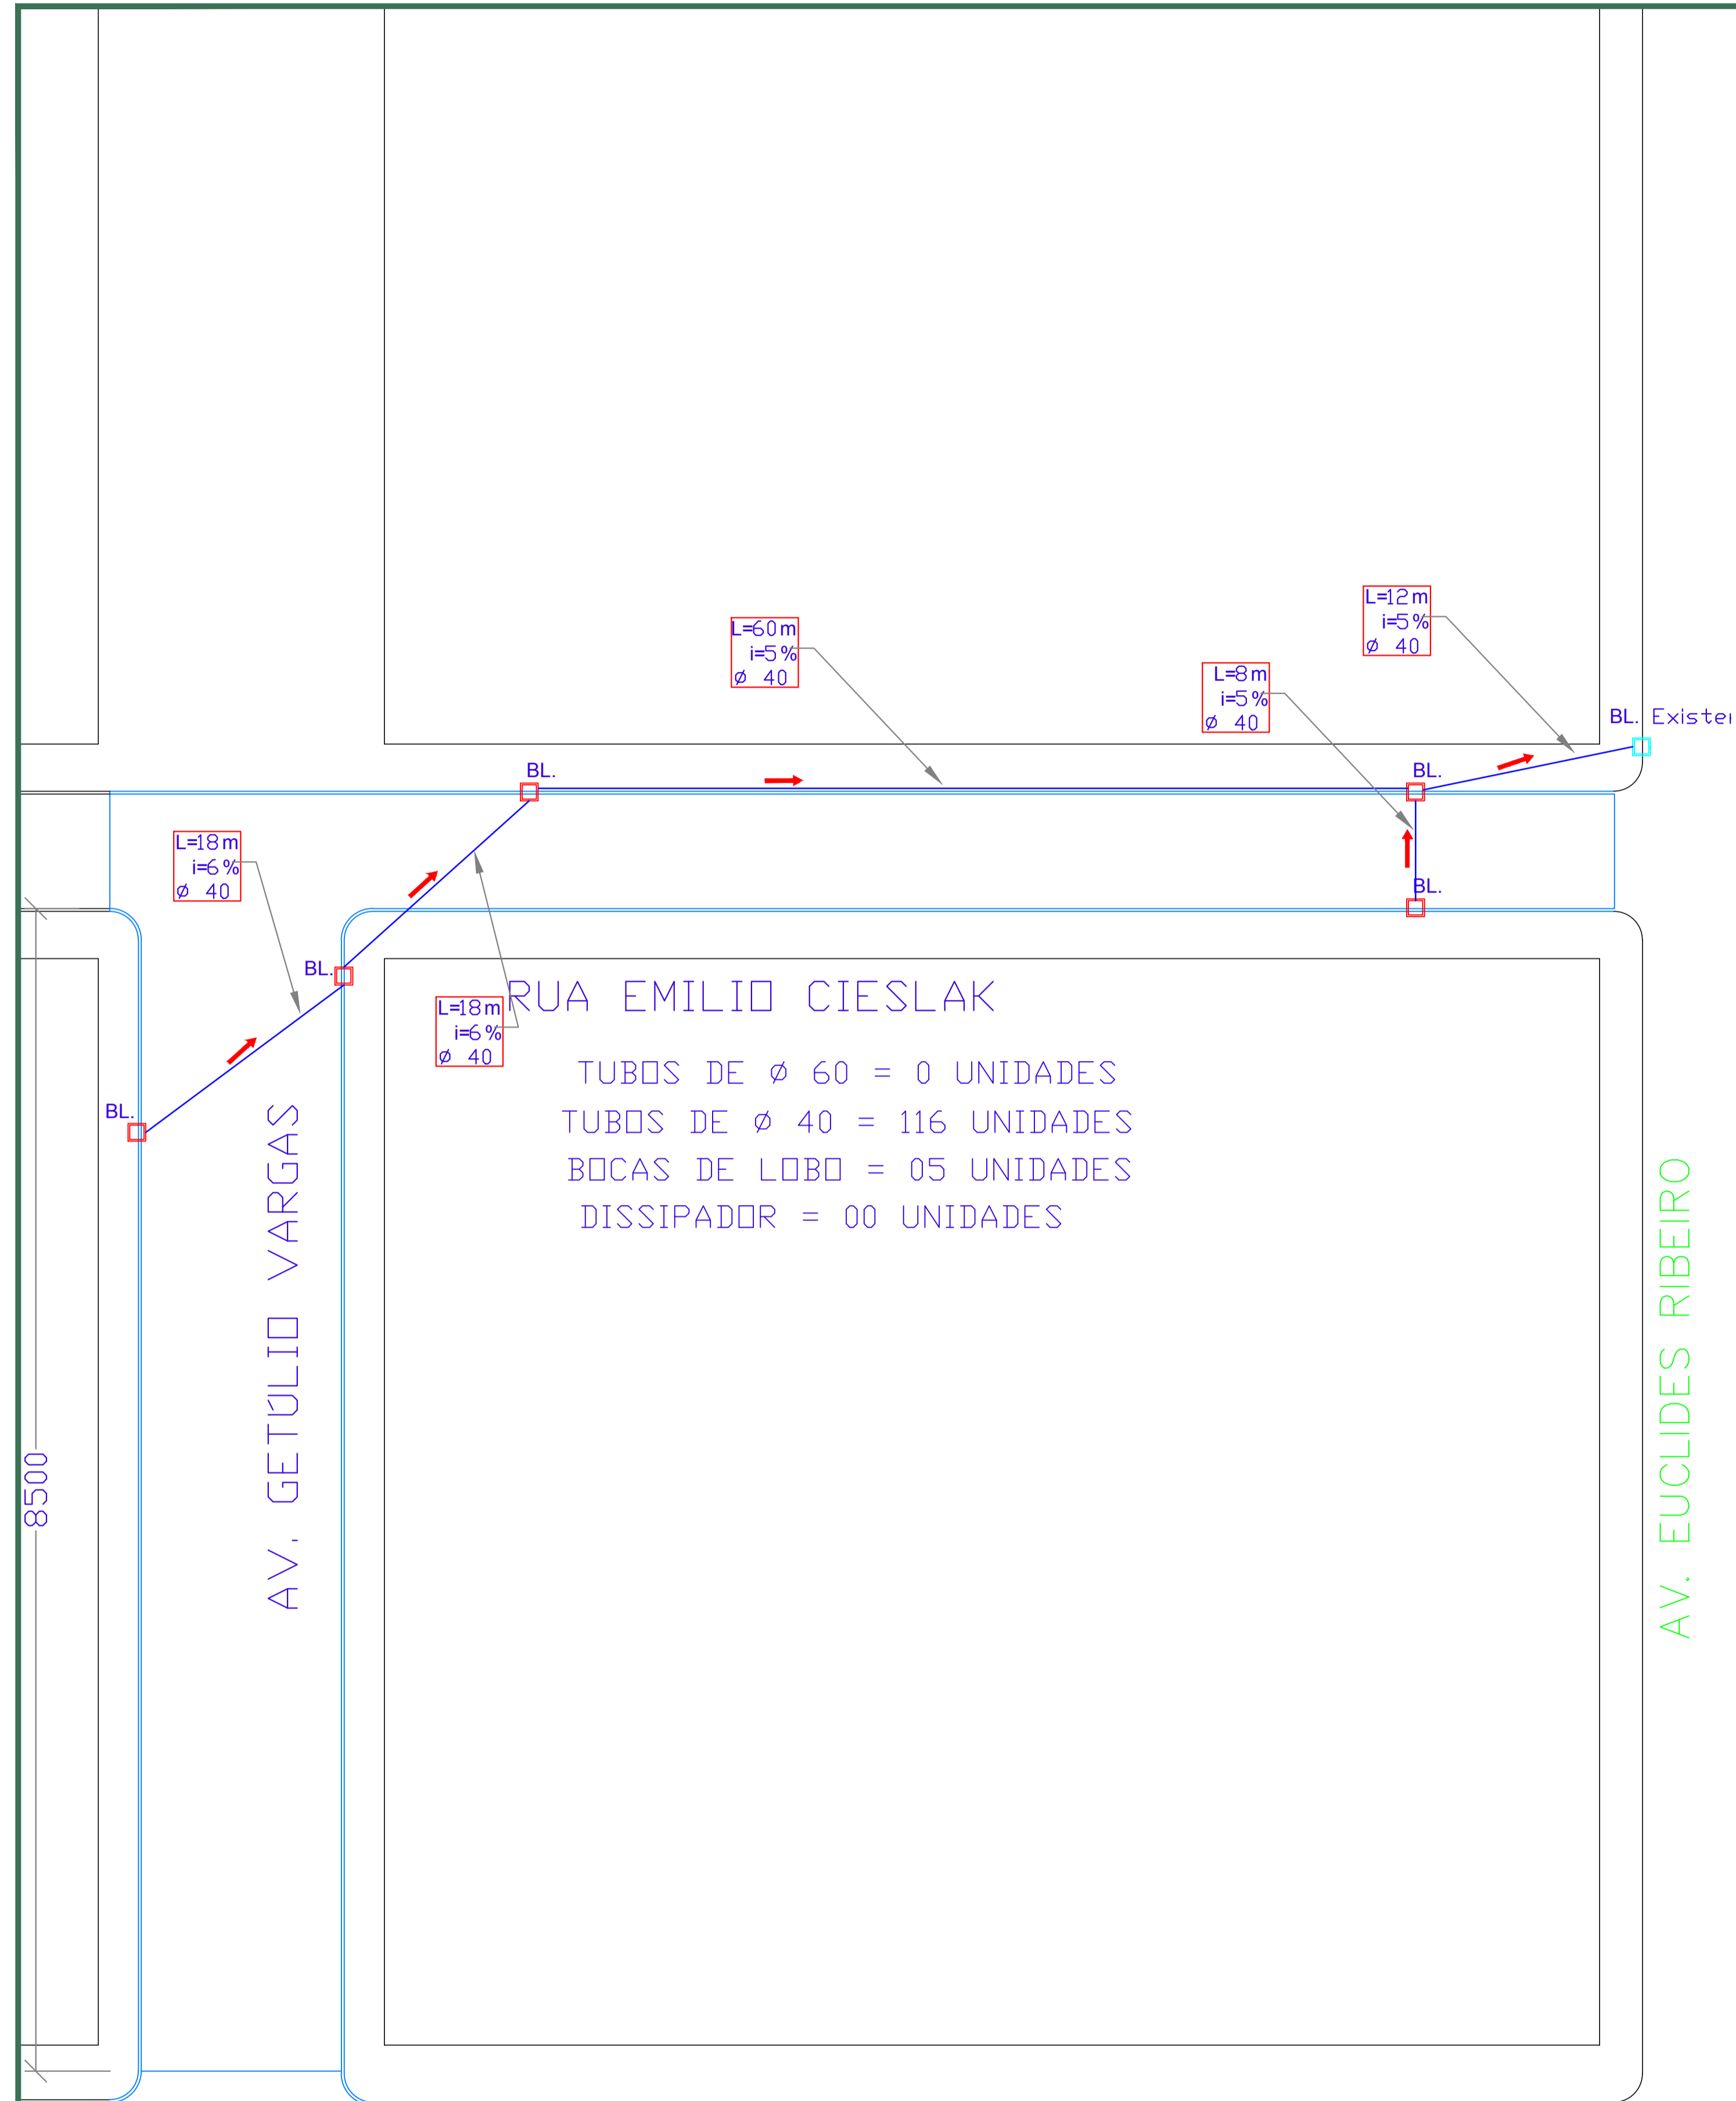 L=12m
i=5%
ø 40
L=60m
i=5%
ø 40
L=8m
i=5%
ø 40
BL.
BL.
BL.
L=18m
i=6%
ø 40
BL.
BL.
L=18m
i=6%
ø 40
RUA EMILIO CIESLAK
TUBOS DE ø 60 = 0 UNIDADES
TUBOS DE ø 40 = 116 UNIDADES
BOCAS DE LOBO = 05 UNIDADES
DISSIPADOR = 00 UNIDADES
BL.
AV. GETÚLIO VARGAS
AV. EUCLIDES RIBEIRO
8500